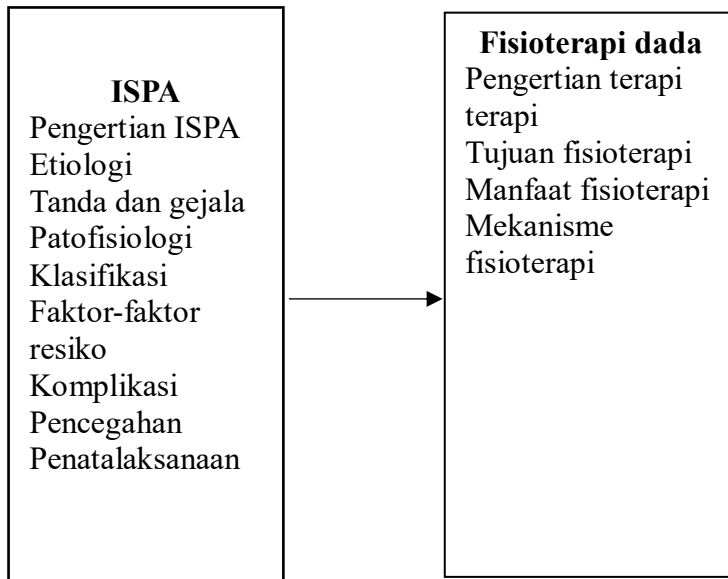 ISPA
Pengertian ISPA
Etiologi
Tanda dan gejala
Patofisiologi
Klasifikasi
Faktor-faktor
resiko
Komplikasi
Pencegahan
Penatalaksanaan
Fisioterapi dada
Pengertian terapi
terapi
Tujuan fisioterapi
Manfaat fisioterapi
Mekanisme
fisioterapi